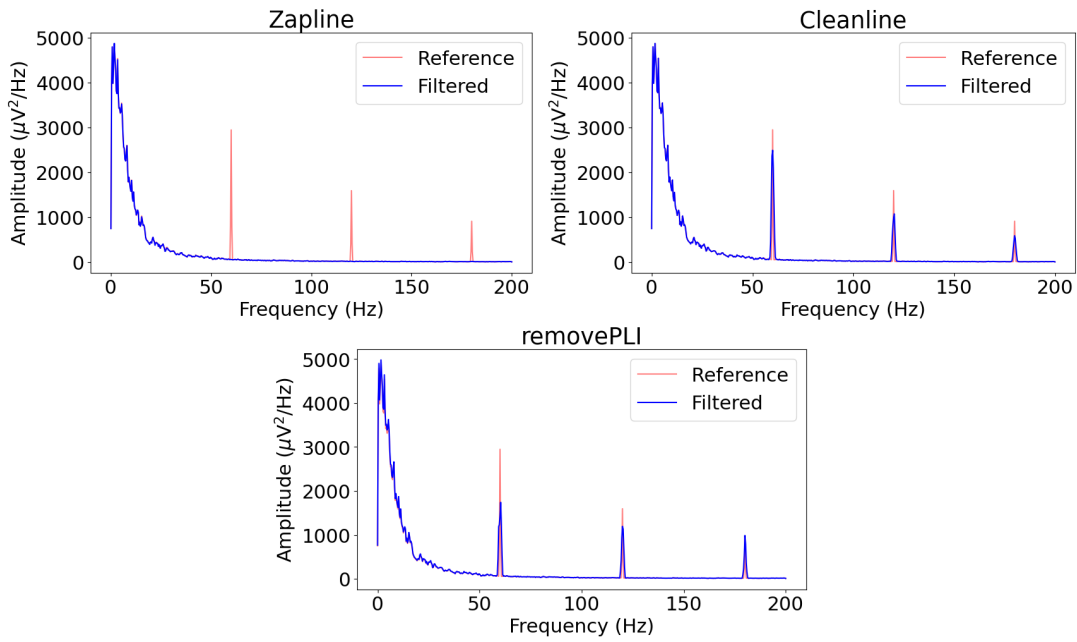 Zapline
Amplitude (μV²/Hz)
5000
4000
3000
2000
1000
0
Reference
Filtered
0 50 100 150 200
Frequency (Hz)
Cleanline
Amplitude (μV²/Hz)
5000
4000
3000
2000
1000
0
Reference
Filtered
0 50 100 150 200
Frequency (Hz)
removePLI
Amplitude (μV²/Hz)
5000
4000
3000
2000
1000
0
Reference
Filtered
0 50 100 150 200
Frequency (Hz)